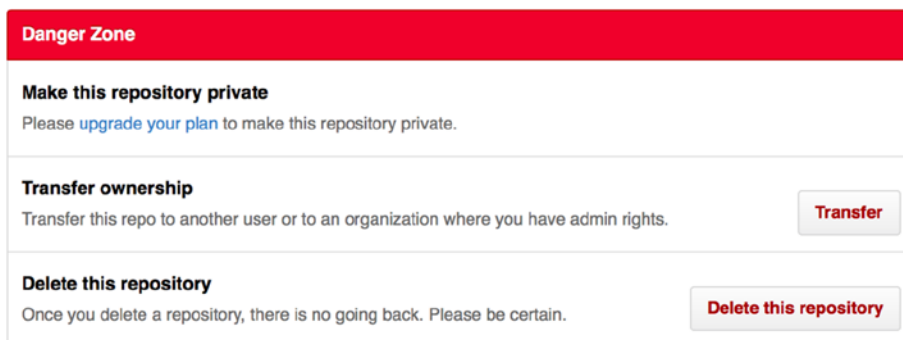 Danger Zone
Make this repository private
Please upgrade your plan to make this repository private.
Transfer ownership
Transfer this repo to another user or to an organization where you have admin rights.
Transfer
Delete this repository
Once you delete a repository, there is no going back. Please be certain.
Delete this repository